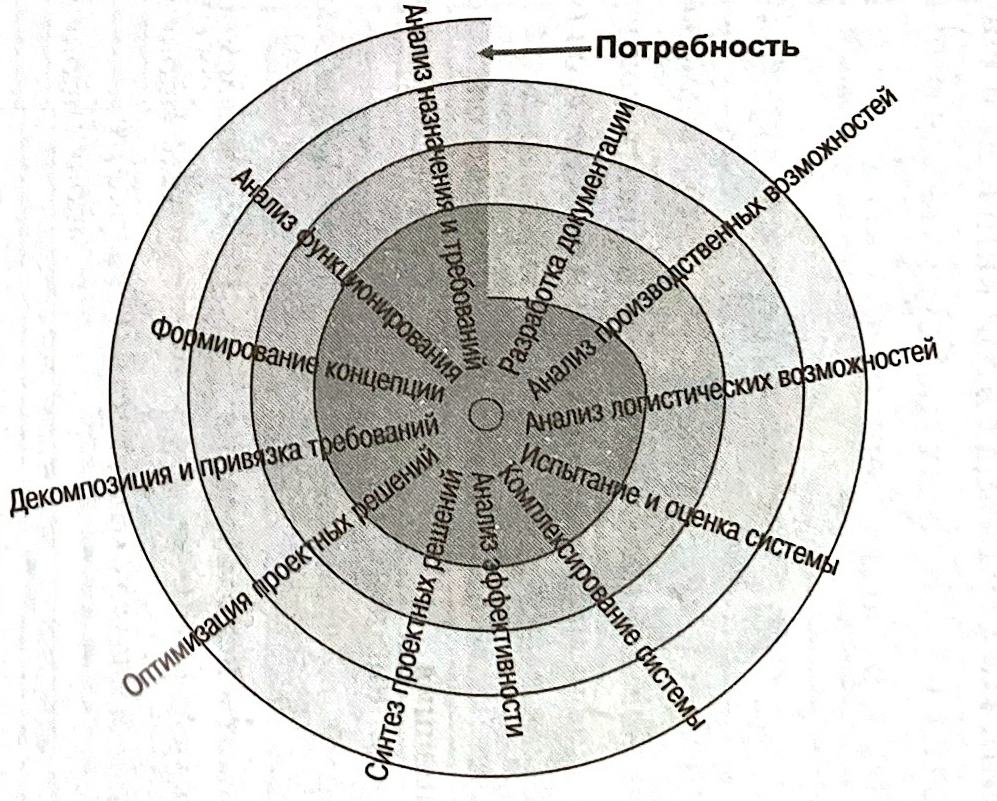 Потребность
Анализ назначения и требований
Анализ функционирования
Формирование концепции
Декомпозиция и привязка требований
Оптимизация проектных решений
Синтез проектных решений
Анализ эффективности
Комплексирование системы
Испытание и оценка системы
Анализ логистических возможностей
Анализ производственных возможностей
Разработка документации